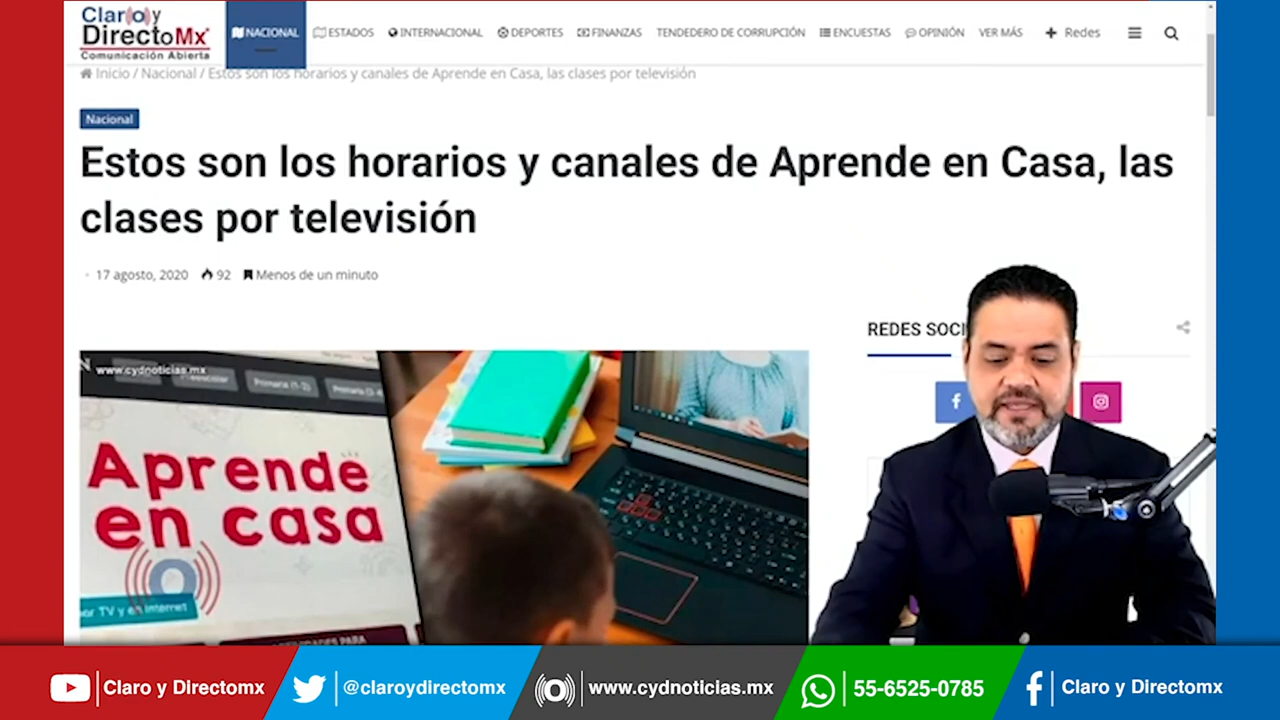 Claro y
DirectoMx
Comunicación Abierta
NACIONAL
ESTADOS
INTERNACIONAL
DEPORTES
FINANZAS
TENDEDERO DE CORRUPCIÓN
ENCUESTAS
OPINIÓN
VER MÁS
Redes
Inicio / Nacional / Estos son los horarios y canales de Aprende en Casa, las clases por televisión
Nacional
Estos son los horarios y canales de Aprende en Casa, las
clases por televisión
17 agosto, 2020 92 Menos de un minuto
REDES SOCI
www.cydnoticias.mx
Preescolar
Primaria (1-2)
Aprende
en casa
por TV y en Internet
Claro y Directomx
@claroydirectomx
www.cydnoticias.mx
55-6525-0785
Claro y Directomx